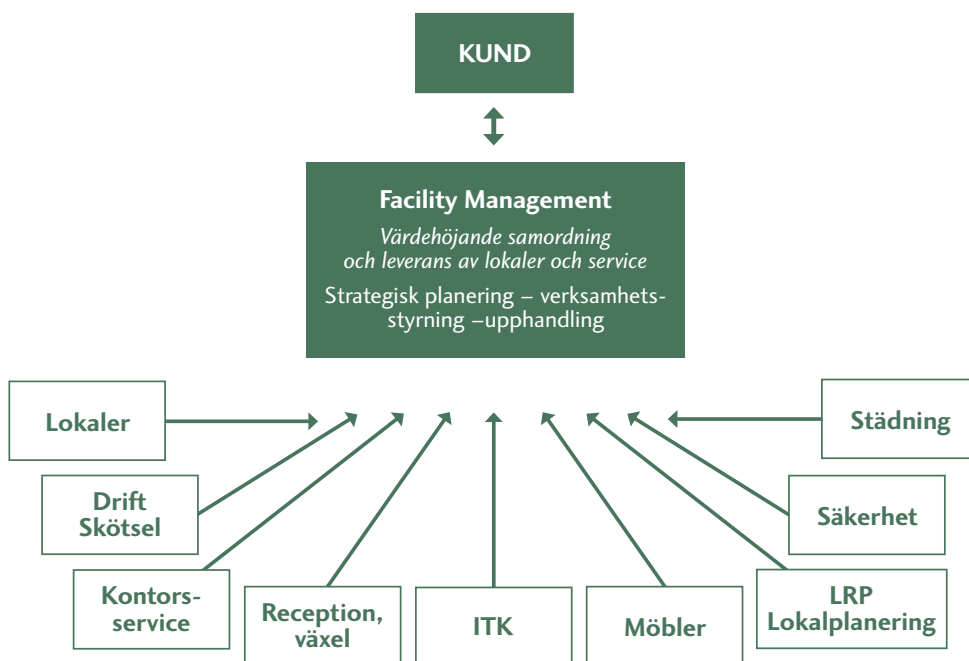 KUND
Facility Management
Värdehöjande samordning
och leverans av lokaler och service
Strategisk planering – verksamhets-
styrning –upphandling
Lokaler
Städning
Drift
Skötsel
Säkerhet
Kontors-
service
Reception,
växel
ITK
Möbler
LRP
Lokalplanering